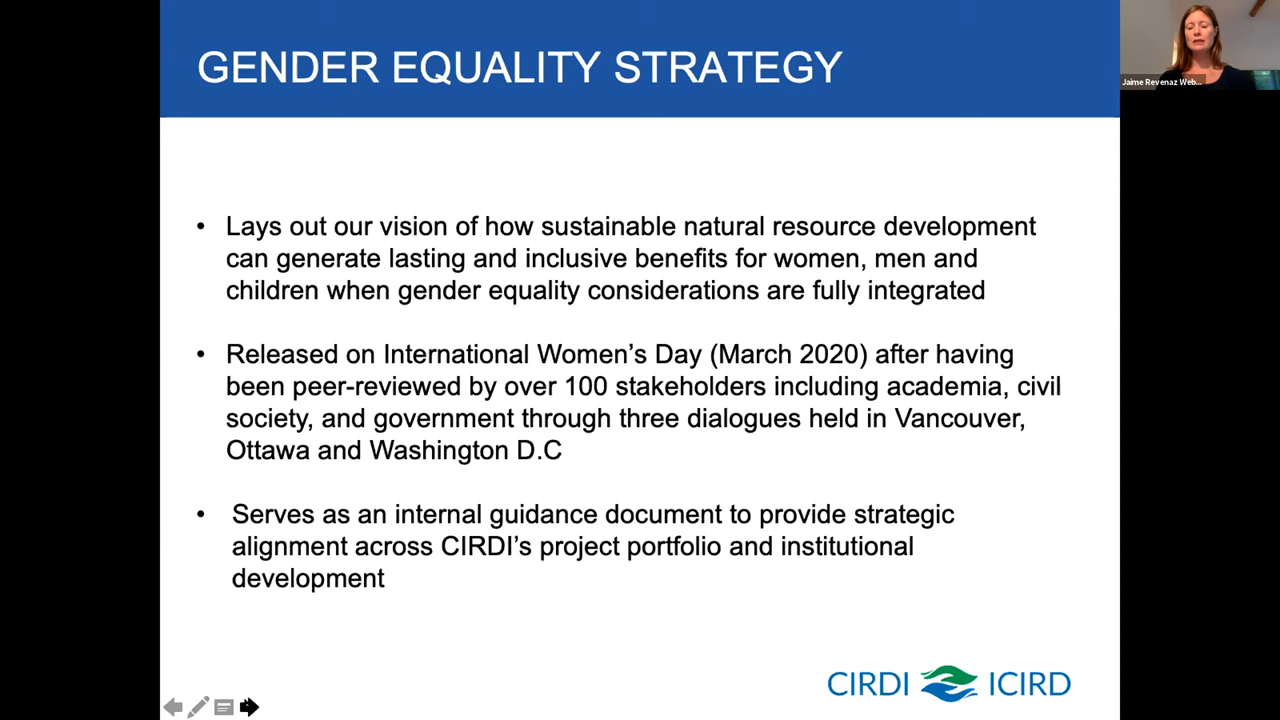 GENDER EQUALITY STRATEGY
Jaime Revenaz Web...
• Lays out our vision of how sustainable natural resource development
can generate lasting and inclusive benefits for women, men and
children when gender equality considerations are fully integrated
• Released on International Women’s Day (March 2020) after having
been peer-reviewed by over 100 stakeholders including academia, civil
society, and government through three dialogues held in Vancouver,
Ottawa and Washington D.C
• Serves as an internal guidance document to provide strategic
alignment across CIRDI’s project portfolio and institutional
development
CIRDI ICIRD